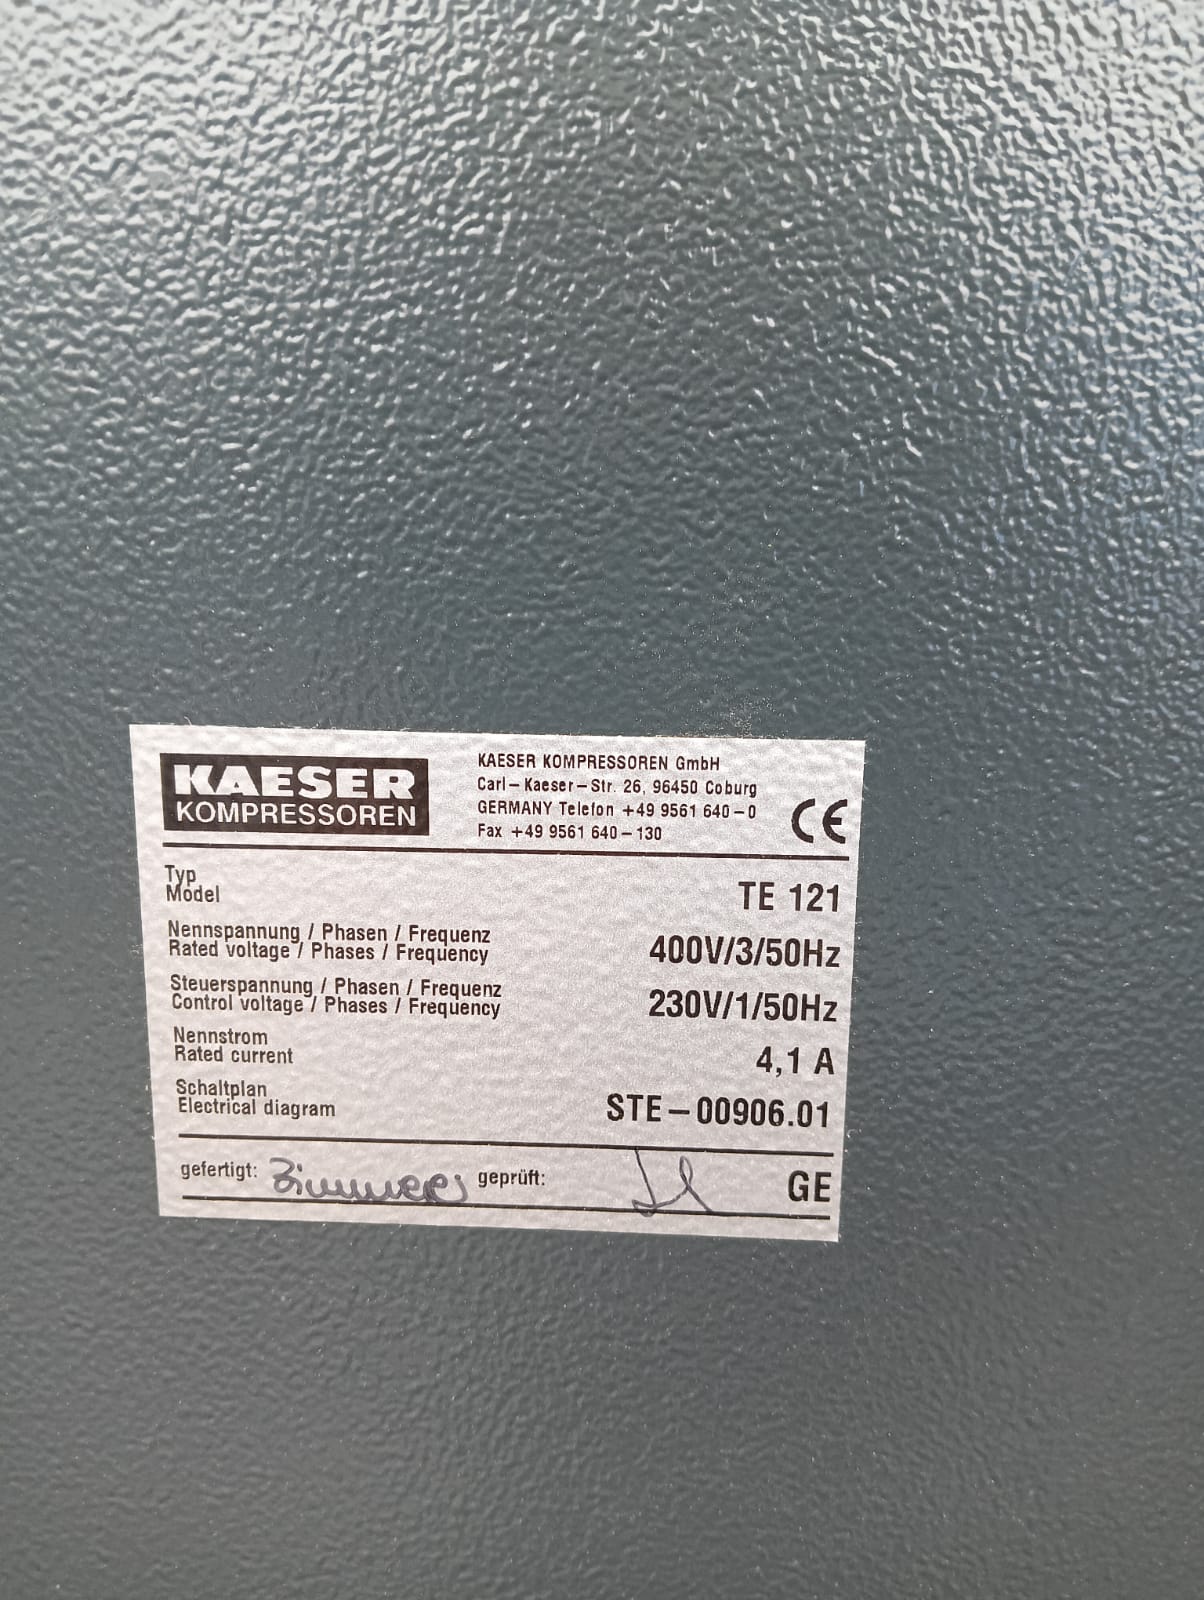 KAESER
KOMPRESSOREN
KAESER KOMPRESSOREN GmbH
Carl-Kaeser-Str. 26, 96450 Coburg
GERMANY Telefon +49 9561 640-0
Fax +49 9561 640-130
CE
Typ
Model
TE 121
Nennspannung / Phasen / Frequenz
Rated voltage / Phases / Frequency
400V/3/50Hz
Steuerspannung / Phasen / Frequenz
Control voltage / Phases / Frequency
230V/1/50Hz
Nennstrom
Rated current
4,1 A
Schaltplan
Electrical diagram
STE-00906.01
gefertigt: geprüft: GE